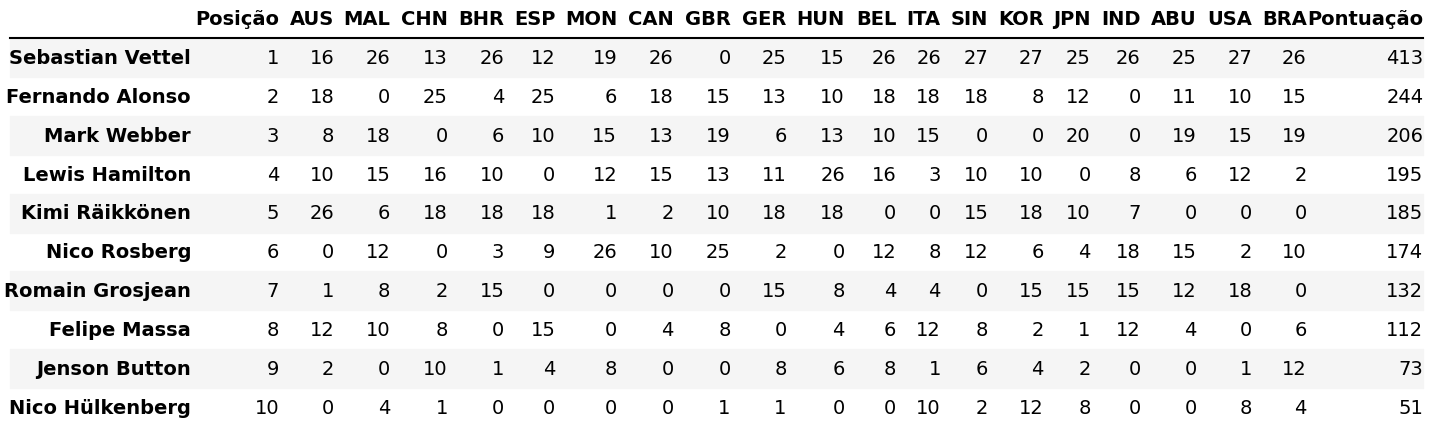 Posição AUS MAL CHN BHR ESP MON CAN GBR GER HUN BEL ITA SIN KOR JPN IND ABU USA BRA Pontuação
Sebastian Vettel 1 16 26 13 26 12 19 26 0 25 15 26 26 27 27 25 26 25 27 26 413
Fernando Alonso 2 18 0 25 4 25 6 18 15 13 10 18 18 18 8 12 0 11 10 15 244
Mark Webber 3 8 18 0 6 10 15 13 19 6 13 10 15 0 0 20 0 19 15 19 206
Lewis Hamilton 4 10 15 16 10 0 12 15 13 11 26 16 3 10 10 0 8 6 12 2 195
Kimi Räikkönen 5 26 6 18 18 18 1 2 10 18 18 0 0 15 18 10 7 0 0 0 185
Nico Rosberg 6 0 12 0 3 9 26 10 25 2 0 12 8 12 6 4 18 15 2 10 174
Romain Grosjean 7 1 8 2 15 0 0 0 0 15 8 4 4 0 15 15 15 12 18 0 132
Felipe Massa 8 12 10 8 0 15 0 4 8 0 4 6 12 8 2 1 12 4 0 6 112
Jenson Button 9 2 0 10 1 4 8 0 0 8 6 8 1 6 4 2 0 0 1 12 73
Nico Hülkenberg 10 0 4 1 0 0 0 0 1 1 0 0 10 2 12 8 0 0 8 4 51